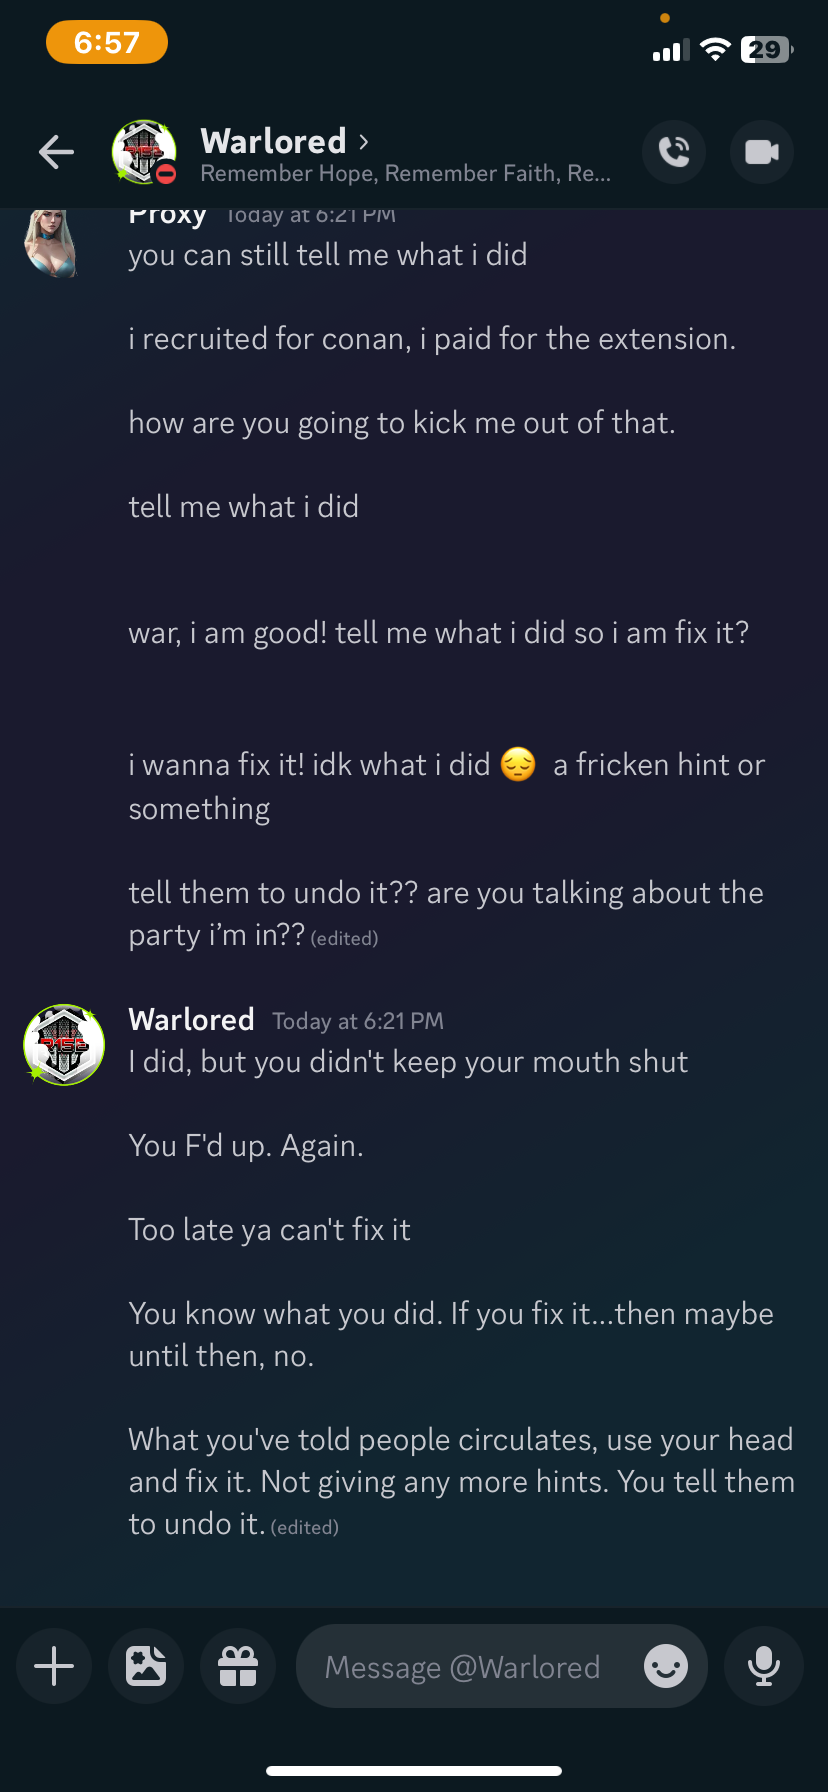 6:57
29
Warlored
Remember Hope, Remember Faith, Re...
Proxy Today at 6:21 PM
you can still tell me what i did
i recruited for conan, i paid for the extension.
how are you going to kick me out of that.
tell me what i did
war, i am good! tell me what i did so i am fix it?
i wanna fix it! idk what i did 😔 a fricken hint or
something
tell them to undo it?? are you talking about the
party i’m in?? (edited)
Warlored Today at 6:21 PM
I did, but you didn't keep your mouth shut
You F'd up. Again.
Too late ya can't fix it
You know what you did. If you fix it...then maybe
until then, no.
What you've told people circulates, use your head
and fix it. Not giving any more hints. You tell them
to undo it. (edited)
Message @Warlored